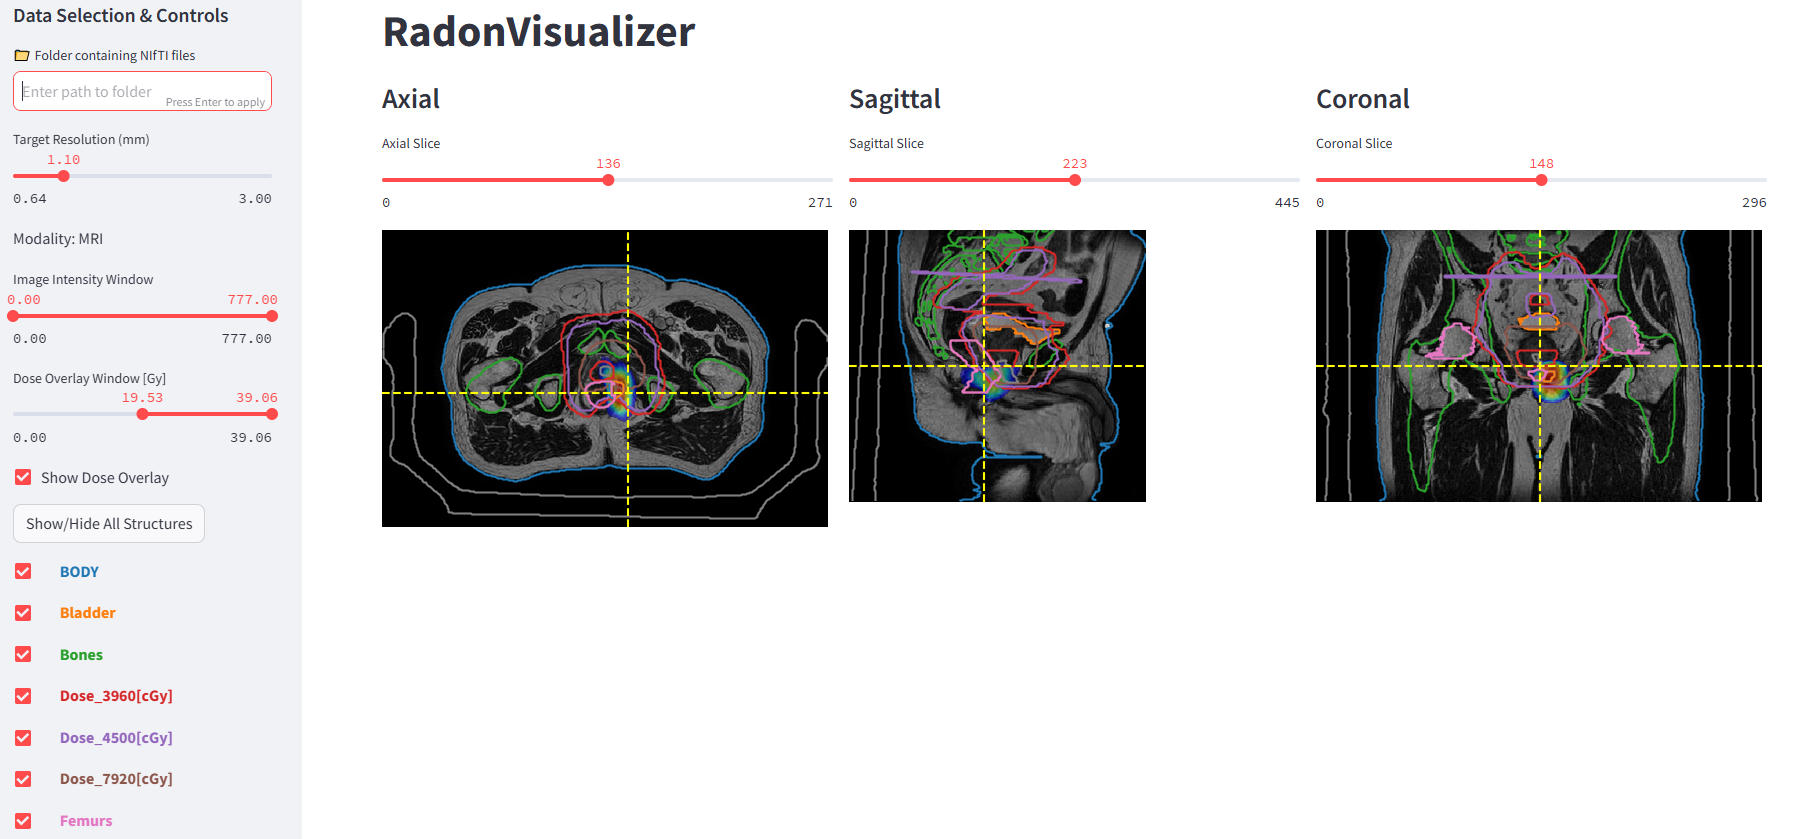 Data Selection & Controls
📁 Folder containing NIfTI files
Enter path to folder
Press Enter to apply
Target Resolution (mm)
1.10
0.64 3.00
Modality: MRI
Image Intensity Window
0.00 777.00
0.00 777.00
Dose Overlay Window [Gy]
19.53 39.06
0.00 39.06
Show Dose Overlay
Show/Hide All Structures
BODY
Bladder
Bones
Dose_3960[cGy]
Dose_4500[cGy]
Dose_7920[cGy]
Femurs
RadonVisualizer
Axial
Axial Slice
136
0 271
Sagittal
Sagittal Slice
223
0 445
Coronal
Coronal Slice
148
0 296